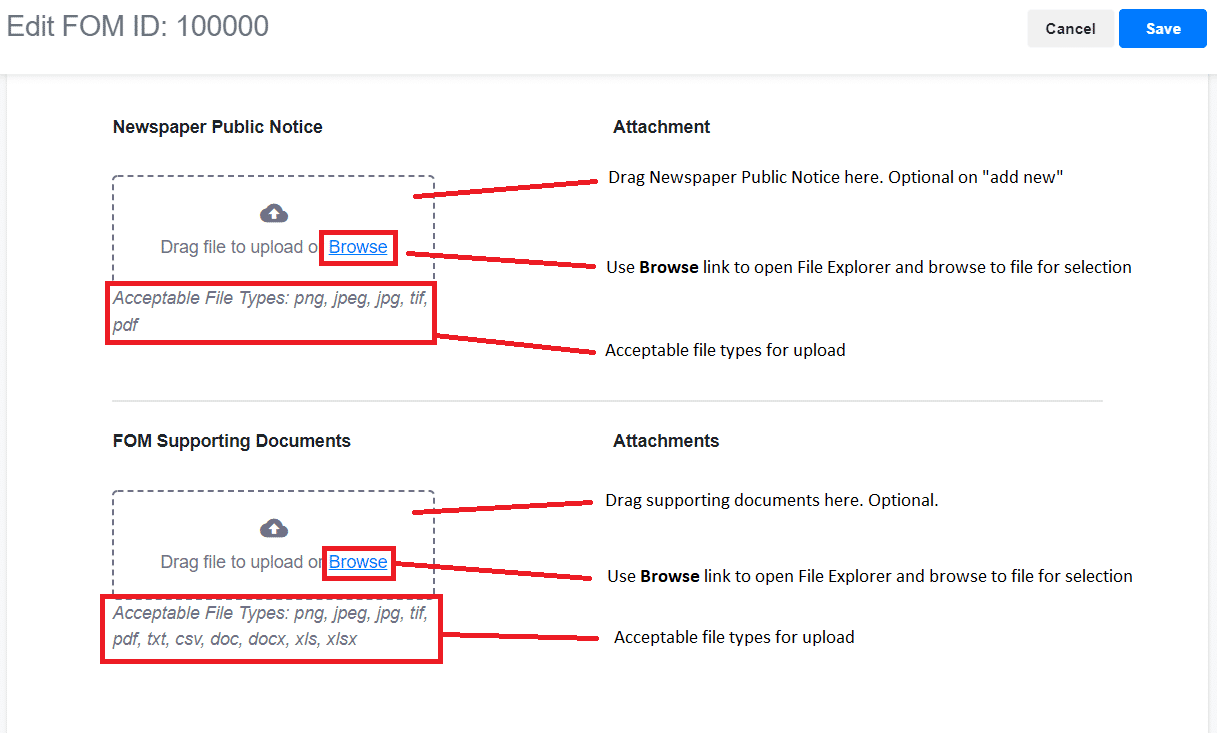 Edit FOM ID: 100000
Cancel
Save
Newspaper Public Notice
Attachment
Drag Newspaper Public Notice here. Optional on "add new"
Drag file to upload o
Browse
Use Browse link to open File Explorer and browse to file for selection
Acceptable File Types: png, jpeg, jpg, tif,
pdf
Acceptable file types for upload
FOM Supporting Documents
Attachments
Drag supporting documents here. Optional.
Drag file to upload or
Browse
Use Browse link to open File Explorer and browse to file for selection
Acceptable File Types: png, jpeg, jpg, tif,
pdf, txt, csv, doc, docx, xls, xlsx
Acceptable file types for upload